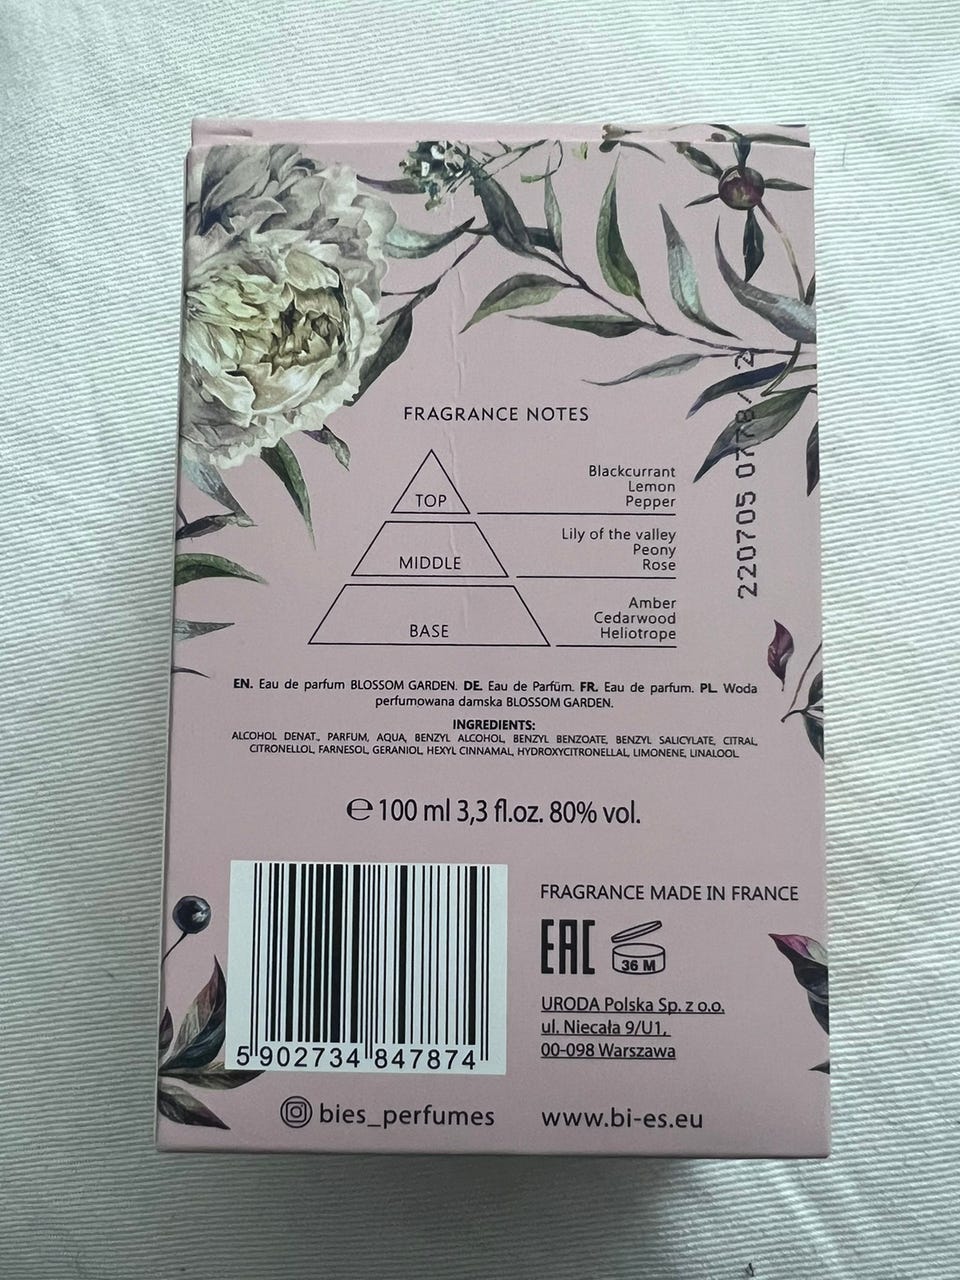 FRAGRANCE NOTES
TOP
Blackcurrant
Lemon
Pepper
MIDDLE
Lily of the valley
Peony
Rose
BASE
Amber
Cedarwood
Heliotrope
220705 0778/2
EN. Eau de parfum BLOSSOM GARDEN. DE. Eau de Parfüm. FR. Eau de parfum. PL. Woda
perfumowana damska BLOSSOM GARDEN.
INGREDIENTS:
ALCOHOL DENAT., PARFUM, AQUA, BENZYL ALCOHOL, BENZYL BENZOATE, BENZYL SALICYLATE, CITRAL,
CITRONELLOL, FARNESOL, GERANIOL, HEXYL CINNAMAL, HYDROXYCITRONELLAL, LIMONENE, LINALOOL
℮ 100 ml 3,3 fl.oz. 80% vol.
FRAGRANCE MADE IN FRANCE
EAC
36 M
URODA Polska Sp. z o.o.
ul. Niecała 9/U1,
00-098 Warszawa
5 902734 847874
bies_perfumes
www.bi-es.eu